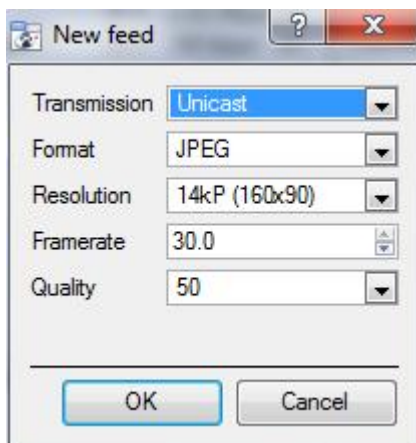 New feed
Transmission Unicast
Format JPEG
Resolution 14kP (160x90)
Framerate 30.0
Quality 50
OK Cancel